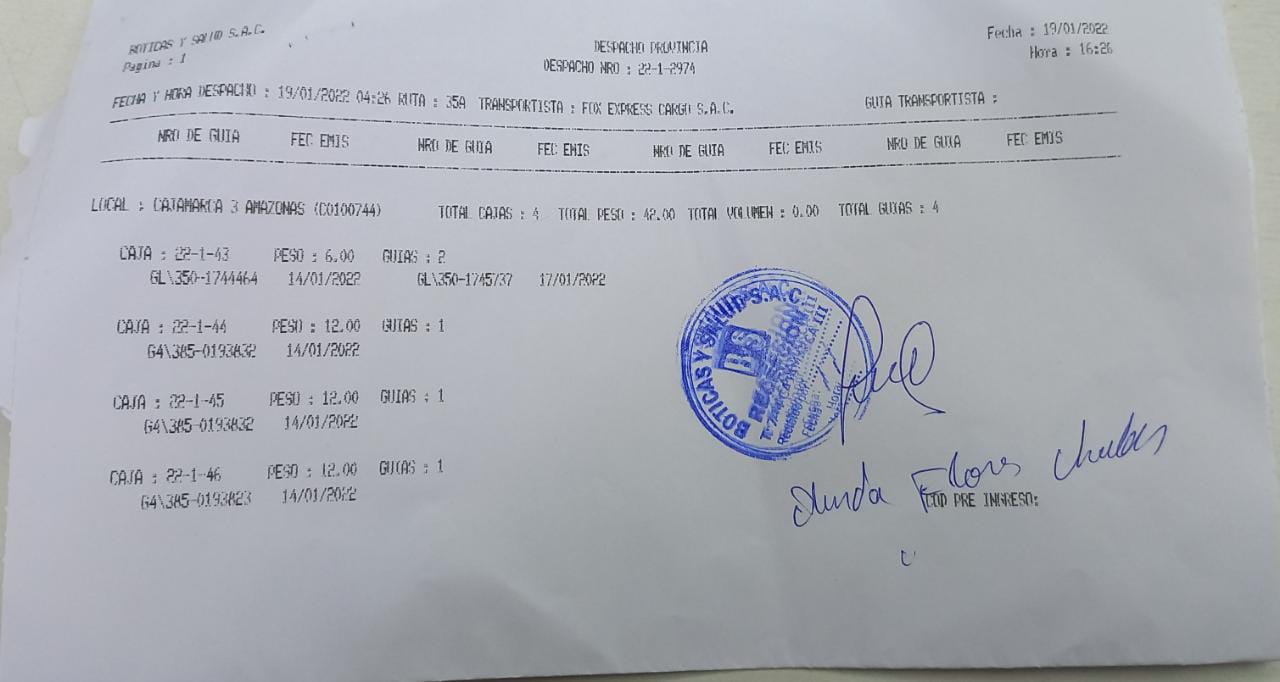 BOTICAS Y SALUD S.A.C.
Pagina : 1
DESPACHO PROVINCIA
DESPACHO NRO : 22-1-2974
Fecha : 19/01/2022
Hora : 16:26
FECHA Y HORA DESPACHO : 19/01/2022 04:26 RUTA : 35A TRANSPORTISTA : FOX EXPRESS CARGO S.A.C. GUIA TRANSPORTISTA :
NRO DE GUIA FEC EMIS NRO DE GUIA FEC EMIS NRO DE GUIA FEC EMIS NRO DE GUIA FEC EMIS
LOCAL : CAJAMARCA 3 AMAZONAS (C0100744) TOTAL CAJAS : 4 TOTAL PESO : 42.00 TOTAL VOLUMEN : 0.00 TOTAL GUIAS : 4
CAJA : 22-1-43 PESO : 6.00 GUIAS : 2
GL\350-1744464 14/01/2022 GL\350-1745737 17/01/2022
CAJA : 22-1-44 PESO : 12.00 GUIAS : 1
G4\385-0193832 14/01/2022
CAJA : 22-1-45 PESO : 12.00 GUIAS : 1
G4\385-0193832 14/01/2022
CAJA : 22-1-46 PESO : 12.00 GUIAS : 1
G4\385-0193823 14/01/2022
BOTICAS Y SALUD S.A.C.
BS
RECEPCION
CAJAMARCA III
Flores
COD PRE INGRESO: